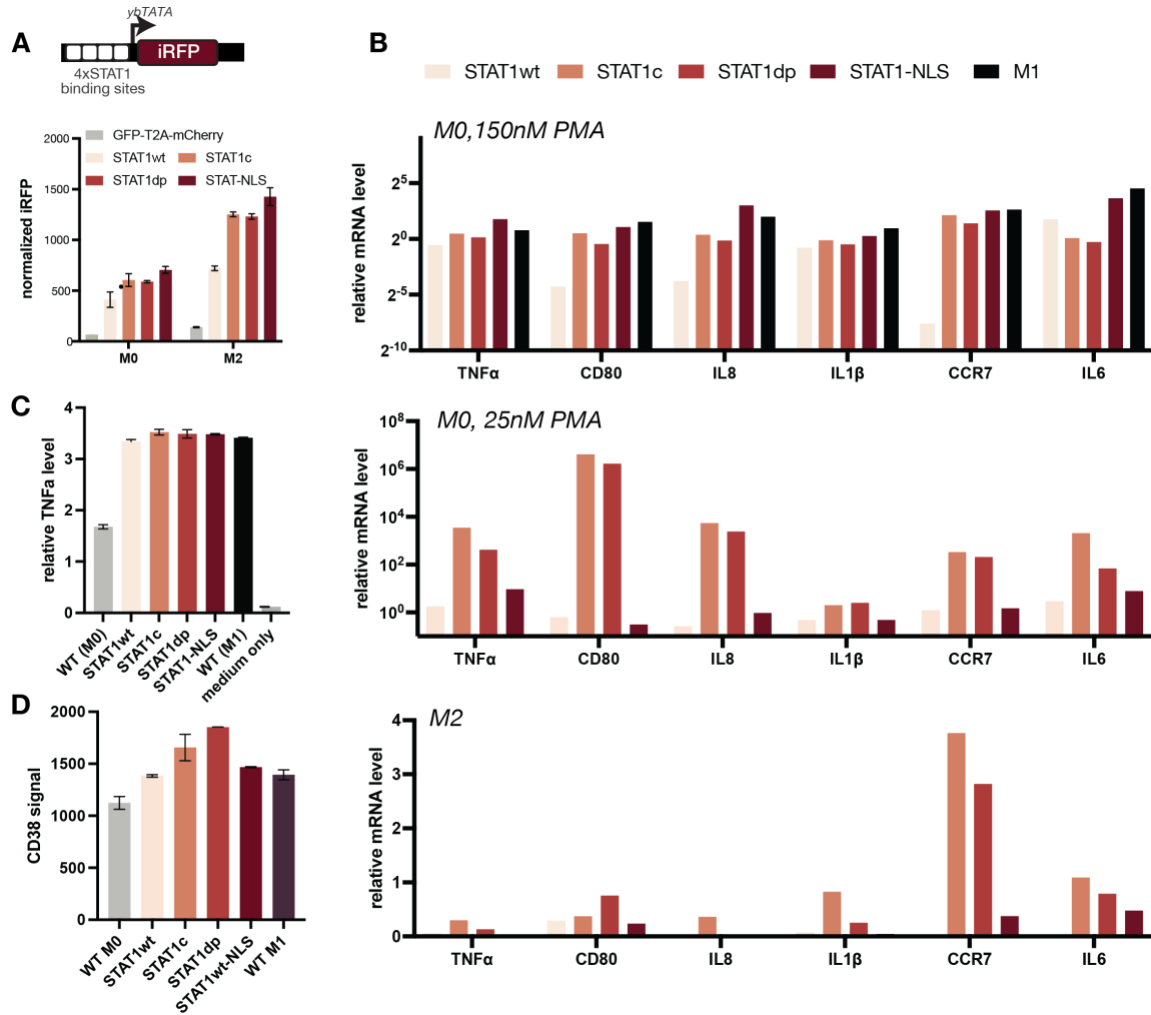 A
ybTATA
iRFP
4xSTAT1
binding sites
2000
1500
1000
500
0
normalized iRFP
GFP-T2A-mCherry
STAT1wt
STAT1c
STAT1dp
STAT-NLS
M0
M2
B
STAT1wt
STAT1c
STAT1dp
STAT1-NLS
M1
M0,150nM PMA
relative mRNA level
2^5
2^0
2^-5
2^-10
TNFα
CD80
IL8
IL1β
CCR7
IL6
C
relative TNFa level
4
3
2
1
0
WT (M0)
STAT1wt
STAT1c
STAT1dp
STAT1-NLS
WT (M1)
medium only
M0, 25nM PMA
relative mRNA level
10^8
10^6
10^4
10^2
10^0
TNFα
CD80
IL8
IL1β
CCR7
IL6
D
CD38 signal
2000
1500
1000
500
0
WT M0
STAT1wt
STAT1c
STAT1dp
STAT1wt-NLS
WT M1
M2
relative mRNA level
4
3
2
1
0
TNFα
CD80
IL8
IL1β
CCR7
IL6